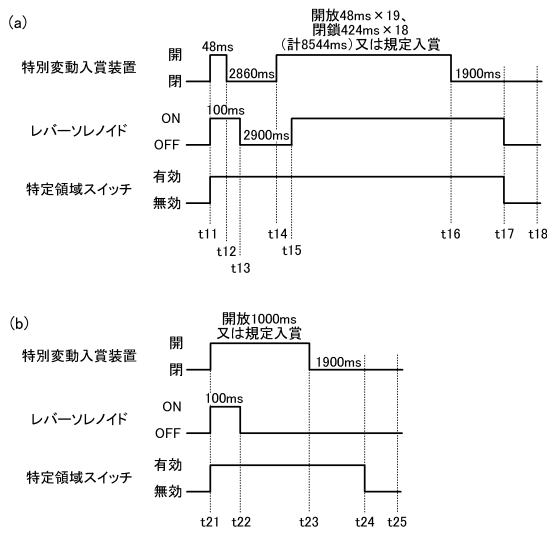 (a)
開放48ms×19、
閉鎖424ms×18
(計8544ms)又は規定入賞
特別変動入賞装置
開
閉
48ms
2860ms
1900ms
レバーソレノイド
ON
OFF
100ms
2900ms
特定領域スイッチ
有効
無効
t11
t12
t13
t14
t15
t16
t17
t18
(b)
開放1000ms
又は規定入賞
特別変動入賞装置
開
閉
1900ms
レバーソレノイド
ON
OFF
100ms
特定領域スイッチ
有効
無効
t21
t22
t23
t24
t25